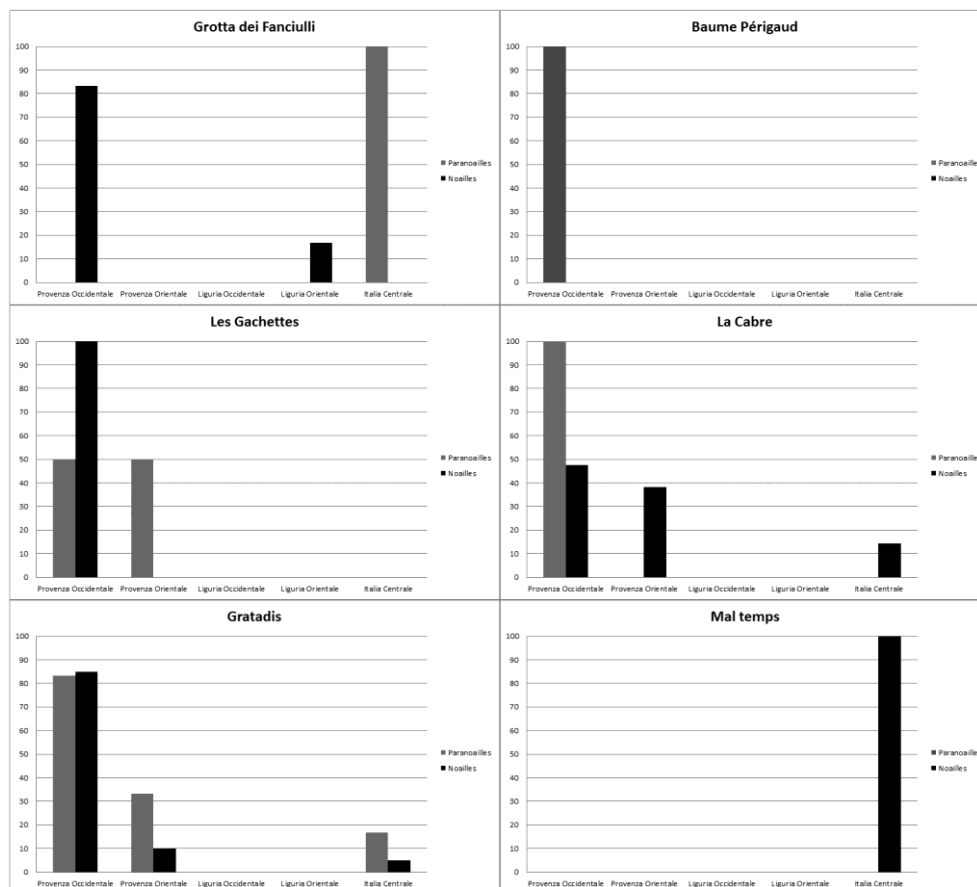 Grotta dei Fanciulli
100
90
80
70
60
50
40
30
20
10
0
Provenza Occidentale Provenza Orientale Liguria Occidentale Liguria Orientale Italia Centrale
Paranoailles
Noailles
Baume Périgaud
100
90
80
70
60
50
40
30
20
10
0
Provenza Occidentale Provenza Orientale Liguria Occidentale Liguria Orientale Italia Centrale
Paranoaille
Noailles
Les Gachettes
100
90
80
70
60
50
40
30
20
10
0
Provenza Occidentale Provenza Orientale Liguria Occidentale Liguria Orientale Italia Centrale
Paranoailles
Noailles
La Cabre
100
90
80
70
60
50
40
30
20
10
0
Provenza Occidentale Provenza Orientale Liguria Occidentale Liguria Orientale Italia Centrale
Paranoaille
Noailles
Gratadis
100
90
80
70
60
50
40
30
20
10
0
Provenza Occidentale Provenza Orientale Liguria Occidentale Liguria Orientale Italia Centrale
Paranoailles
Noailles
Mal temps
100
90
80
70
60
50
40
30
20
10
0
Provenza Occidentale Provenza Orientale Liguria Occidentale Liguria Orientale Italia Centrale
Paranoaille
Noailles